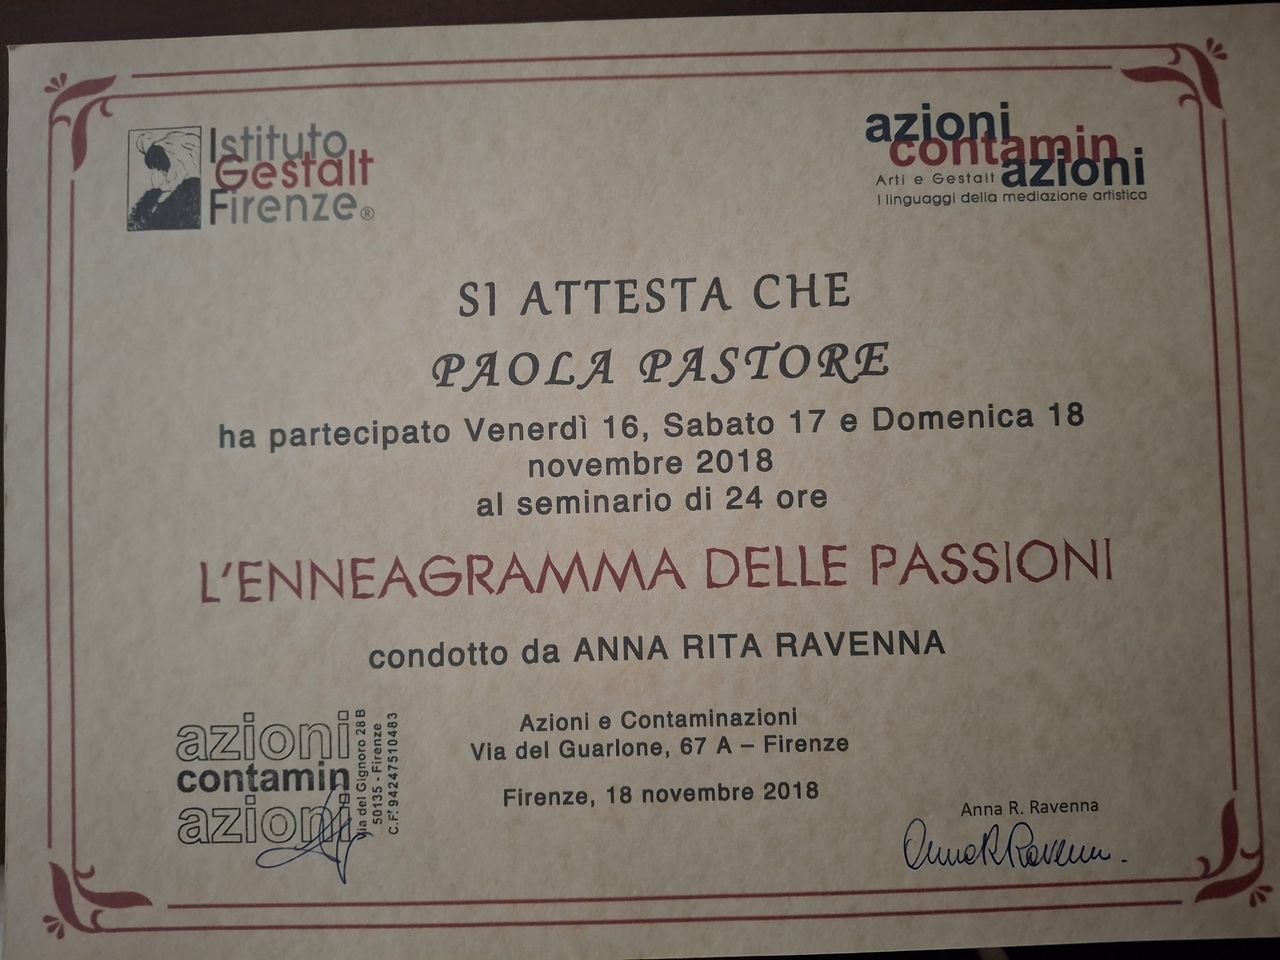 Istituto
Gestalt
Firenze®
azioni
contamin
azioni
Arti e Gestalt
I linguaggi della mediazione artistica
SI ATTESTA CHE
PAOLA PASTORE
ha partecipato Venerdì 16, Sabato 17 e Domenica 18
novembre 2018
al seminario di 24 ore
L'ENNEAGRAMMA DELLE PASSIONI
condotto da ANNA RITA RAVENNA
azioni
contamin
azioni
Via del Gignoro 28 B
50135 - Firenze
C.F. 94247510483
Azioni e Contaminazioni
Via del Guarlone, 67 A – Firenze
Firenze, 18 novembre 2018
Anna R. Ravenna
Anna R Ravenna.